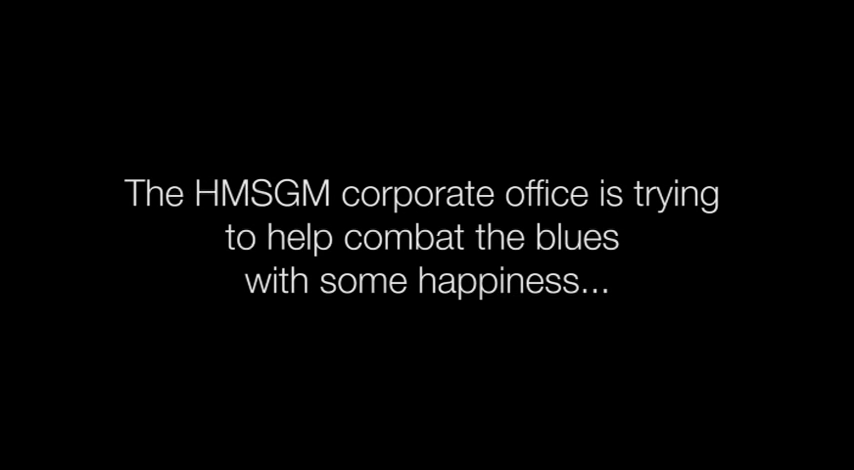 The HMSGM corporate office is trying
to help combat the blues
with some happiness...